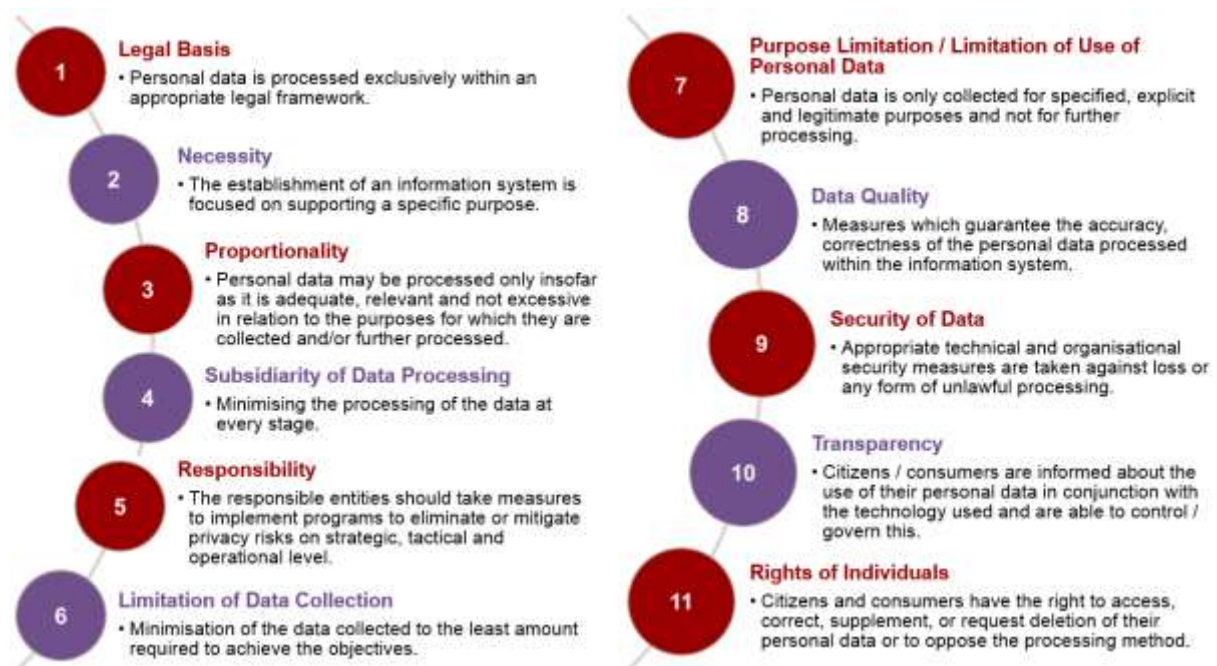 1
Legal Basis
• Personal data is processed exclusively within an
appropriate legal framework.
2
Necessity
• The establishment of an information system is
focused on supporting a specific purpose.
3
Proportionality
• Personal data may be processed only insofar
as it is adequate, relevant and not excessive
in relation to the purposes for which they are
collected and/or further processed.
4
Subsidiarity of Data Processing
• Minimising the processing of the data at
every stage.
5
Responsibility
• The responsible entities should take measures
to implement programs to eliminate or mitigate
privacy risks on strategic, tactical and
operational level.
6
Limitation of Data Collection
• Minimisation of the data collected to the least amount
required to achieve the objectives.
7
Purpose Limitation / Limitation of Use of
Personal Data
• Personal data is only collected for specified, explicit
and legitimate purposes and not for further
processing.
8
Data Quality
• Measures which guarantee the accuracy,
correctness of the personal data processed
within the information system.
9
Security of Data
• Appropriate technical and organisational
security measures are taken against loss or
any form of unlawful processing.
10
Transparency
• Citizens / consumers are informed about the
use of their personal data in conjunction with
the technology used and are able to control /
govern this.
11
Rights of Individuals
• Citizens and consumers have the right to access,
correct, supplement, or request deletion of their
personal data or to oppose the processing method.